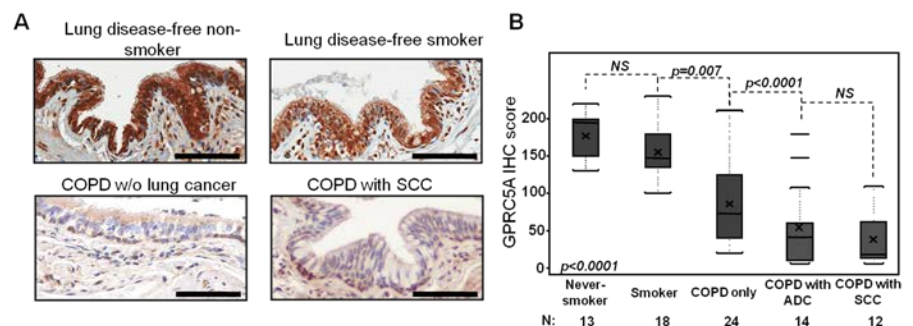 A
Lung disease-free non-
smoker
Lung disease-free smoker
COPD w/o lung cancer
COPD with SCC
B
GPRC5A IHC score
200
150
100
50
0
NS
p=0.007
p<0.0001
NS
p<0.0001
Never-
smoker
Smoker
COPD only
COPD with
ADC
COPD with
SCC
N: 13 18 24 14 12